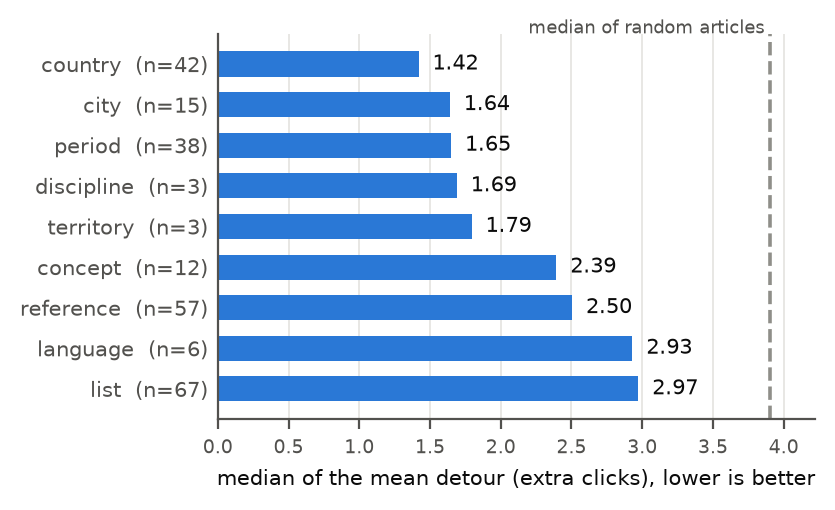 median of random articles
country (n=42) 1.42
city (n=15) 1.64
period (n=38) 1.65
discipline (n=3) 1.69
territory (n=3) 1.79
concept (n=12) 2.39
reference (n=57) 2.50
language (n=6) 2.93
list (n=67) 2.97
0.0 0.5 1.0 1.5 2.0 2.5 3.0 3.5 4.0
median of the mean detour (extra clicks), lower is better